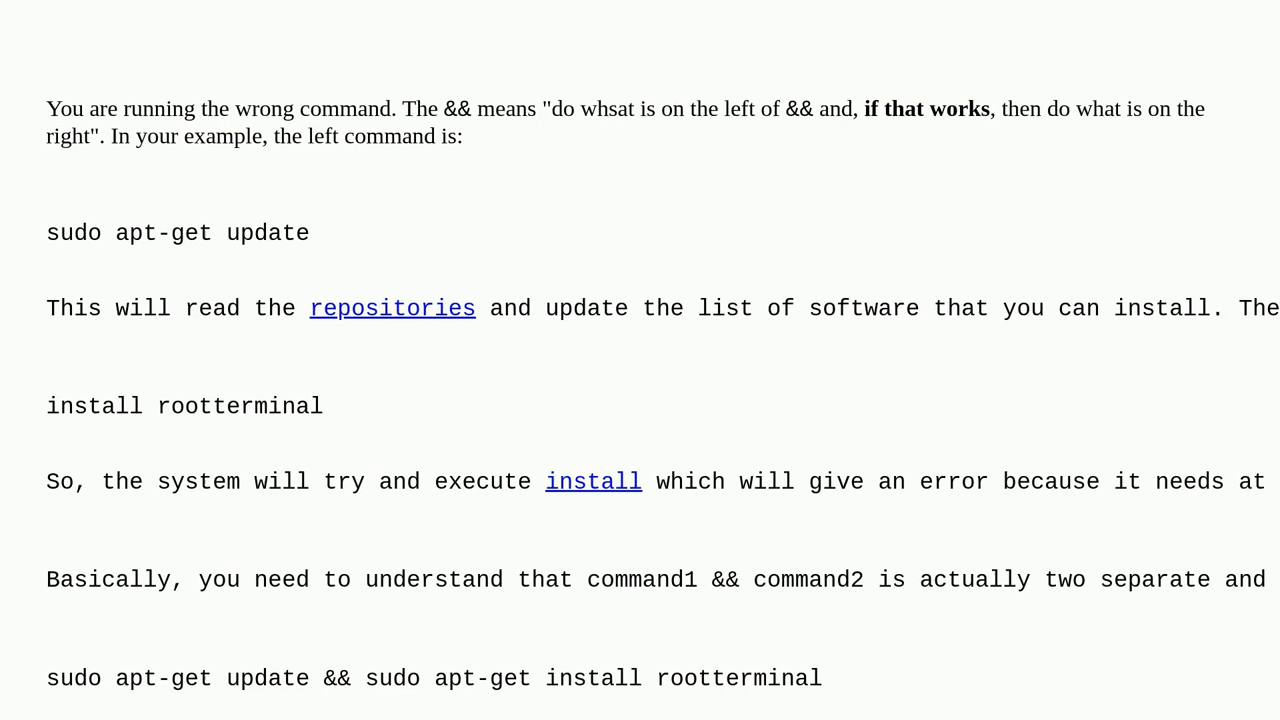 You are running the wrong command. The && means "do whsat is on the left of && and, if that works, then do what is on the
right". In your example, the left command is:
sudo apt-get update
This will read the repositories and update the list of software that you can install. The
install rootterminal
So, the system will try and execute install which will give an error because it needs at
Basically, you need to understand that command1 && command2 is actually two separate and
sudo apt-get update && sudo apt-get install rootterminal